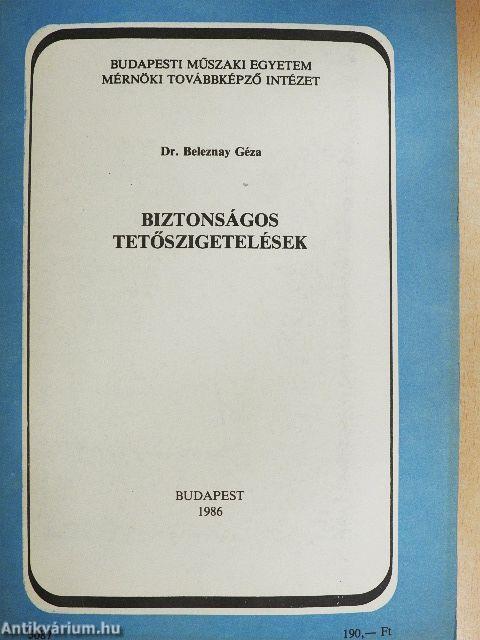 BUDAPESTI MŰSZAKI EGYETEM
MÉRNÖKI TOVÁBBKÉPZŐ INTÉZET
Dr. Beleznay Géza
BIZTONSÁGOS
TETŐSZIGETELÉSEK
BUDAPEST
1986
190,— Ft
Antikvárium.hu